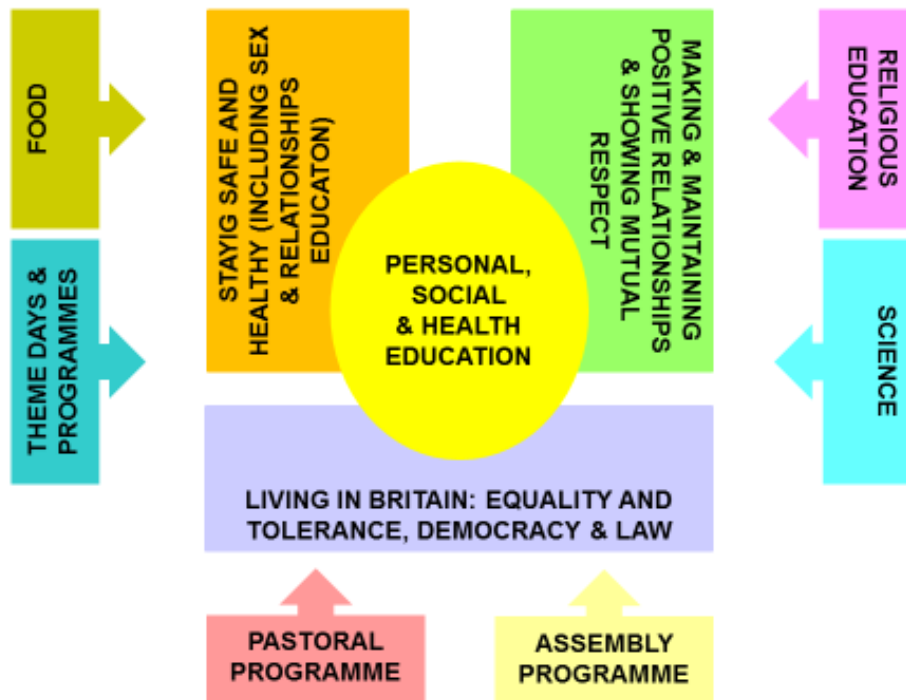 FOOD
THEME DAYS &
PROGRAMMES
STAYIG SAFE AND
HEALTHY (INCLUDING SEX
& RELATIONSHIPS
EDUCATON)
PERSONAL,
SOCIAL
& HEALTH
EDUCATION
MAKING & MAINTAINING
POSITIVE RELATIONSHIPS
& SHOWING MUTUAL
RESPECT
RELIGIOUS
EDUCATION
SCIENCE
LIVING IN BRITAIN: EQUALITY AND
TOLERANCE, DEMOCRACY & LAW
PASTORAL
PROGRAMME
ASSEMBLY
PROGRAMME